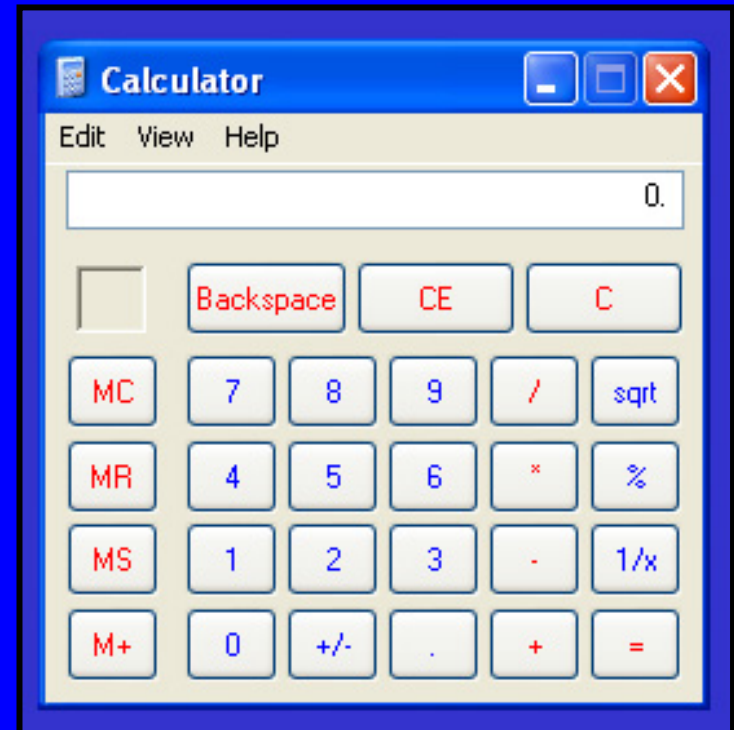 Calculator
Edit View Help
0.
Backspace CE C
MC 7 8 9 / sqrt
MR 4 5 6 * %
MS 1 2 3 - 1/x
M+ 0 +/- . + =